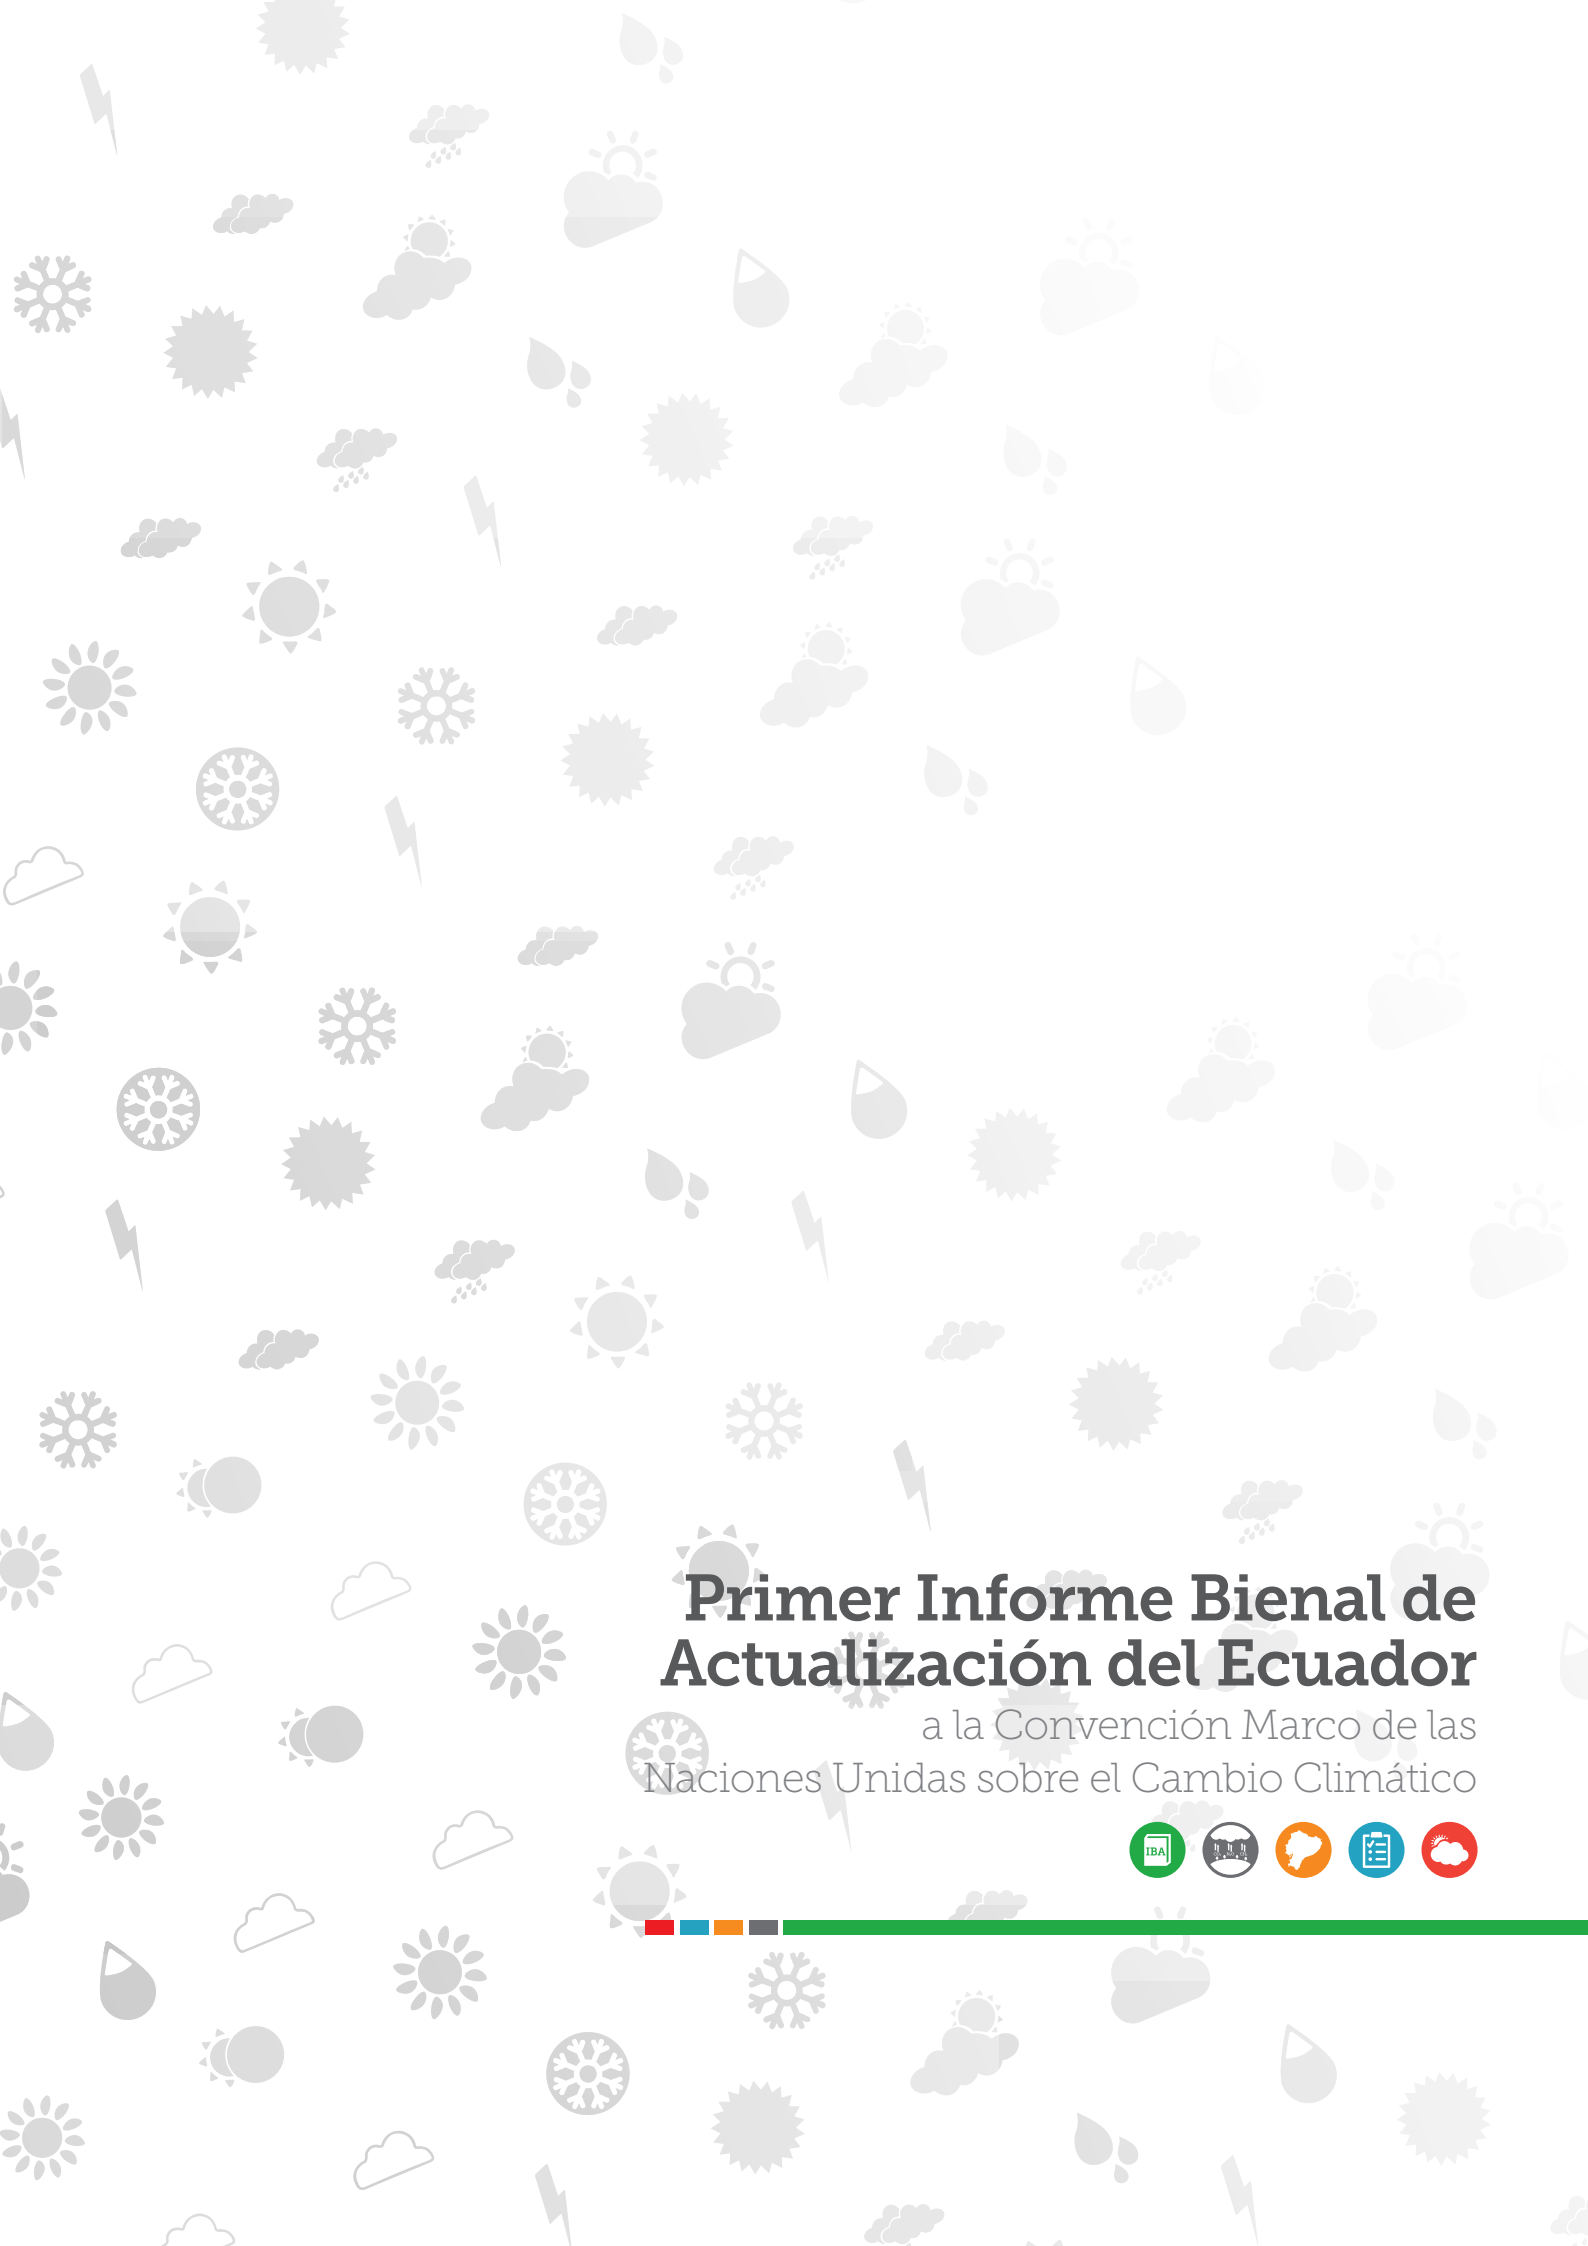 Primer Informe Bienal de
Actualización del Ecuador
a la Convención Marco de las
Naciones Unidas sobre el Cambio Climático
IBA